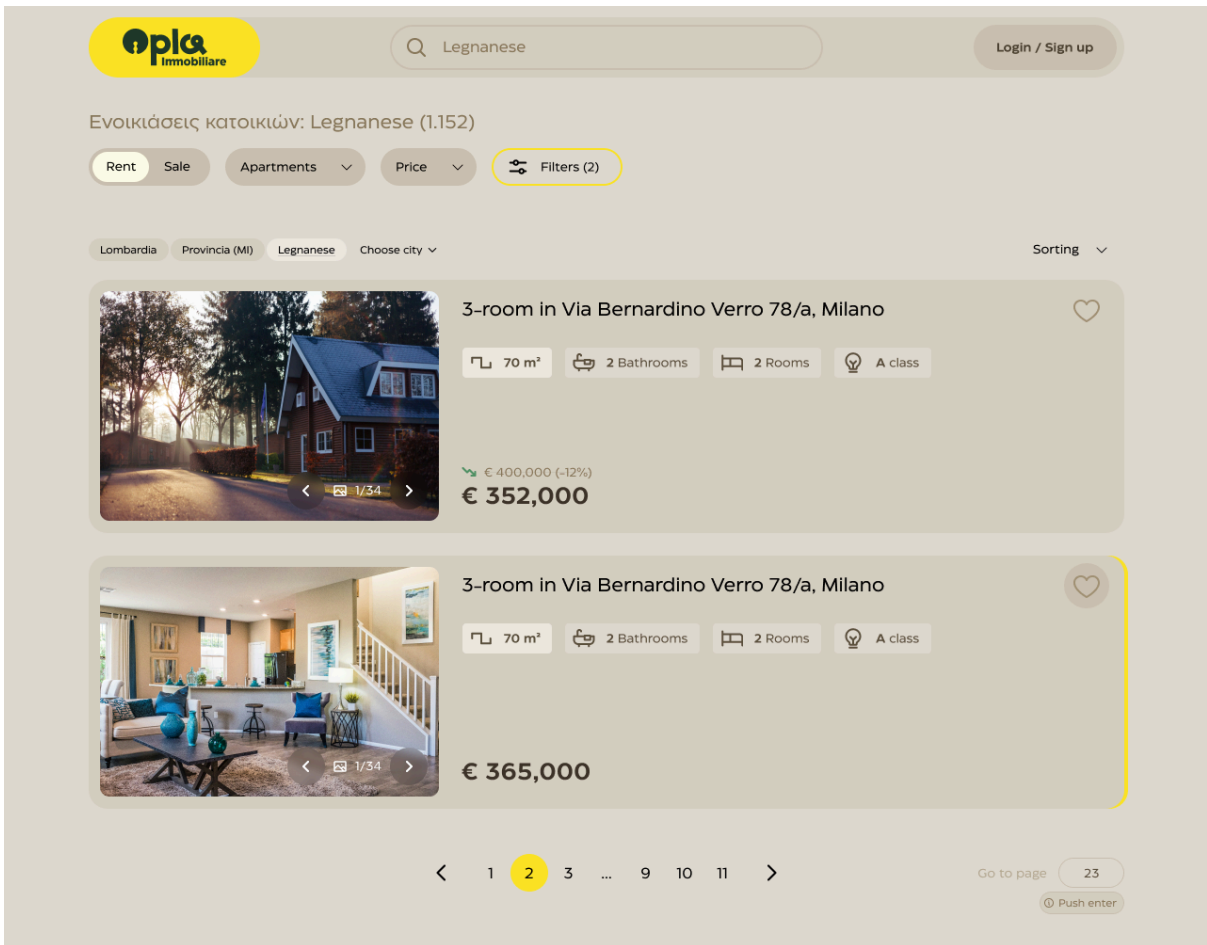 opla
Immobiliare
Legnanese
Login / Sign up
Ενοικιάσεις κατοικιών: Legnanese (1.152)
Rent Sale Apartments Price Filters (2)
Lombardia Provincia (MI) Legnanese Choose city Sorting
3-room in Via Bernardino Verro 78/a, Milano
70 m² 2 Bathrooms 2 Rooms A class
€ 400,000 (-12%)
€ 352,000
1/34
3-room in Via Bernardino Verro 78/a, Milano
70 m² 2 Bathrooms 2 Rooms A class
€ 365,000
1/34
1 2 3 ... 9 10 11
Go to page 23
Push enter